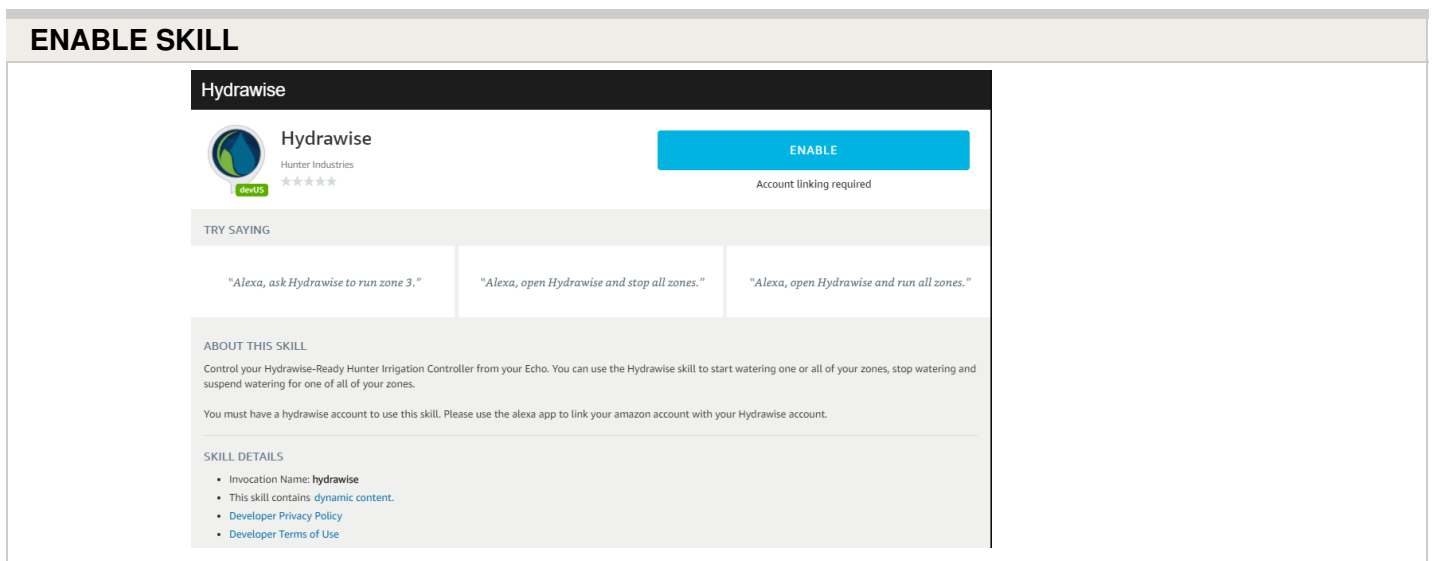 ENABLE SKILL
Hydrawise
Hydrawise
Hunter Industries
devUS
ENABLE
Account linking required
TRY SAYING
"Alexa, ask Hydrawise to run zone 3."
"Alexa, open Hydrawise and stop all zones."
"Alexa, open Hydrawise and run all zones."
ABOUT THIS SKILL
Control your Hydrawise-Ready Hunter Irrigation Controller from your Echo. You can use the Hydrawise skill to start watering one or all of your zones, stop watering and
suspend watering for one of all of your zones.
You must have a hydrawise account to use this skill. Please use the alexa app to link your amazon account with your Hydrawise account.
SKILL DETAILS
• Invocation Name: hydrawise
• This skill contains dynamic content.
• Developer Privacy Policy
• Developer Terms of Use